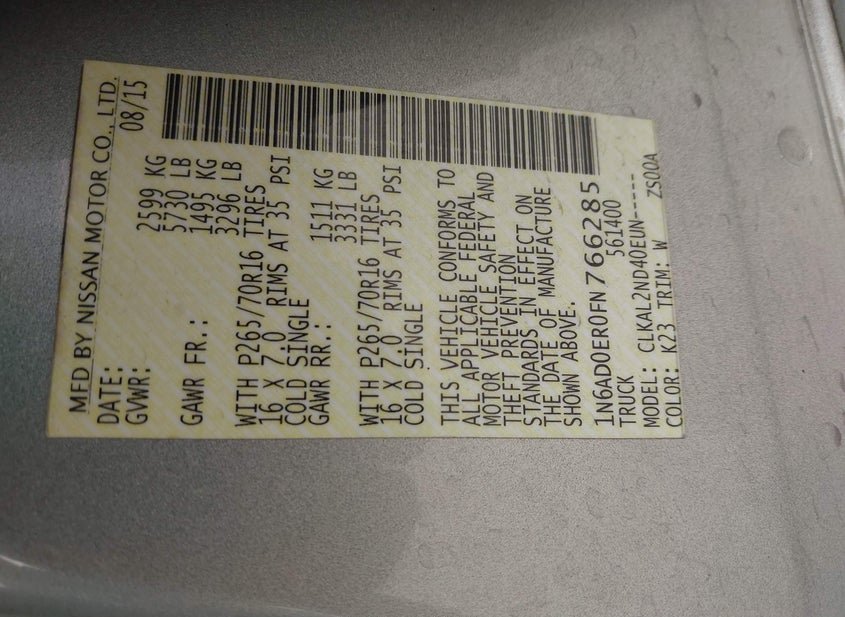 MFD BY NISSAN MOTOR CO., LTD.
DATE: 08/15
GVWR: 2599 KG
5730 LB
GAWR FR.: 1495 KG
3296 LB
WITH P265/70R16 TIRES
16 X 7.0 RIMS AT 35 PSI
COLD SINGLE
GAWR RR.: 1511 KG
3331 LB
WITH P265/70R16 TIRES
16 X 7.0 RIMS AT 35 PSI
COLD SINGLE
THIS VEHICLE CONFORMS TO
ALL APPLICABLE FEDERAL
MOTOR VEHICLE SAFETY AND
THEFT PREVENTION
STANDARDS IN EFFECT ON
THE DATE OF MANUFACTURE
SHOWN ABOVE.
1N6AD0ER0FN766285
TRUCK 561400
MODEL: CLKAL2ND40EUN-----
COLOR: K23 TRIM: W ZS00A